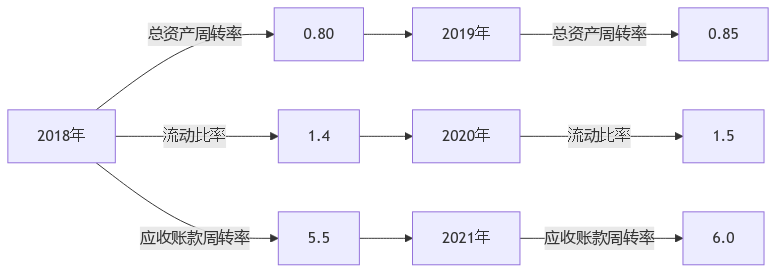 总资产周转率 0.80 2019年 总资产周转率 0.85
2018年 流动比率 1.4 2020年 流动比率 1.5
应收账款周转率 5.5 2021年 应收账款周转率 6.0